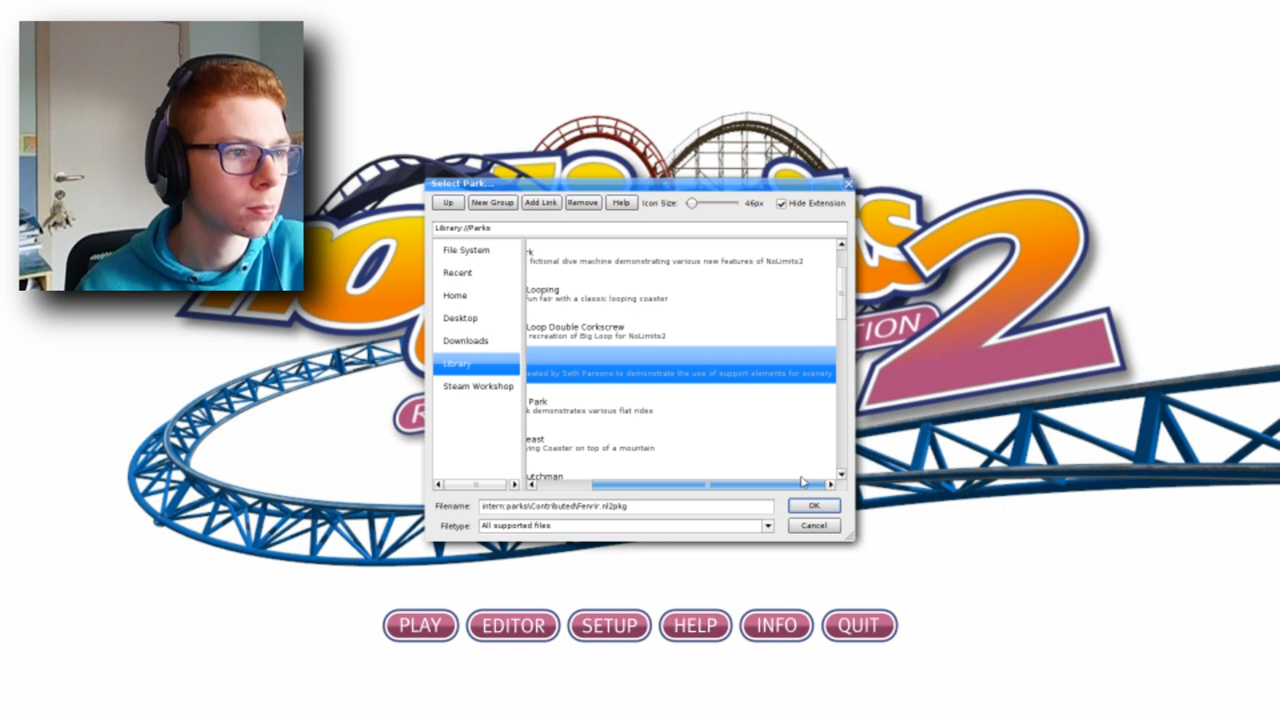 Select Park...
Up New Group Add Link Remove Help Icon Size: 46px Hide Extension
Library://Parks
File System
Recent
Home
Desktop
Downloads
Library
Steam Workshop
fictional dive machine demonstrating various new features of NoLimits2
Looping
fun fair with a classic looping coaster
Loop Double Corkscrew
recreation of Big Loop for NoLimits2
eated by Seth Parsons to demonstrate the use of support elements for scenery
Park
k demonstrates various flat rides
east
ying Coaster on top of a mountain
utchman
Filename: intern:parks\Contributed\Fenrir.nl2pkg OK
Filetype: All supported files Cancel
2
TION
R
PLAY EDITOR SETUP HELP INFO QUIT